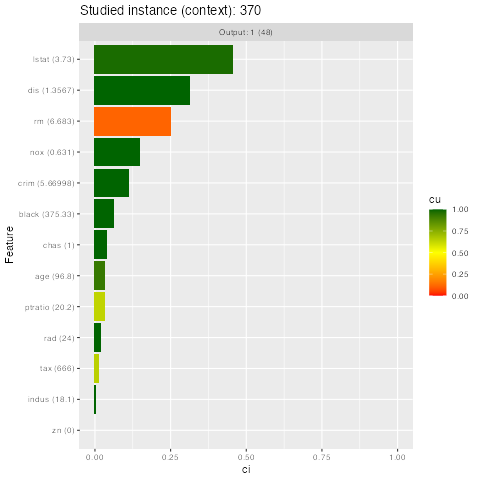 Studied instance (context): 370
Output: 1 (48)
lstat (3.73)
dis (1.3567)
rm (6.683)
nox (0.631)
crim (5.66998)
black (375.33)
chas (1)
age (96.8)
ptratio (20.2)
rad (24)
tax (666)
indus (18.1)
zn (0)
Feature
0.00 0.25 0.50 0.75 1.00
ci
cu
1.00
0.75
0.50
0.25
0.00